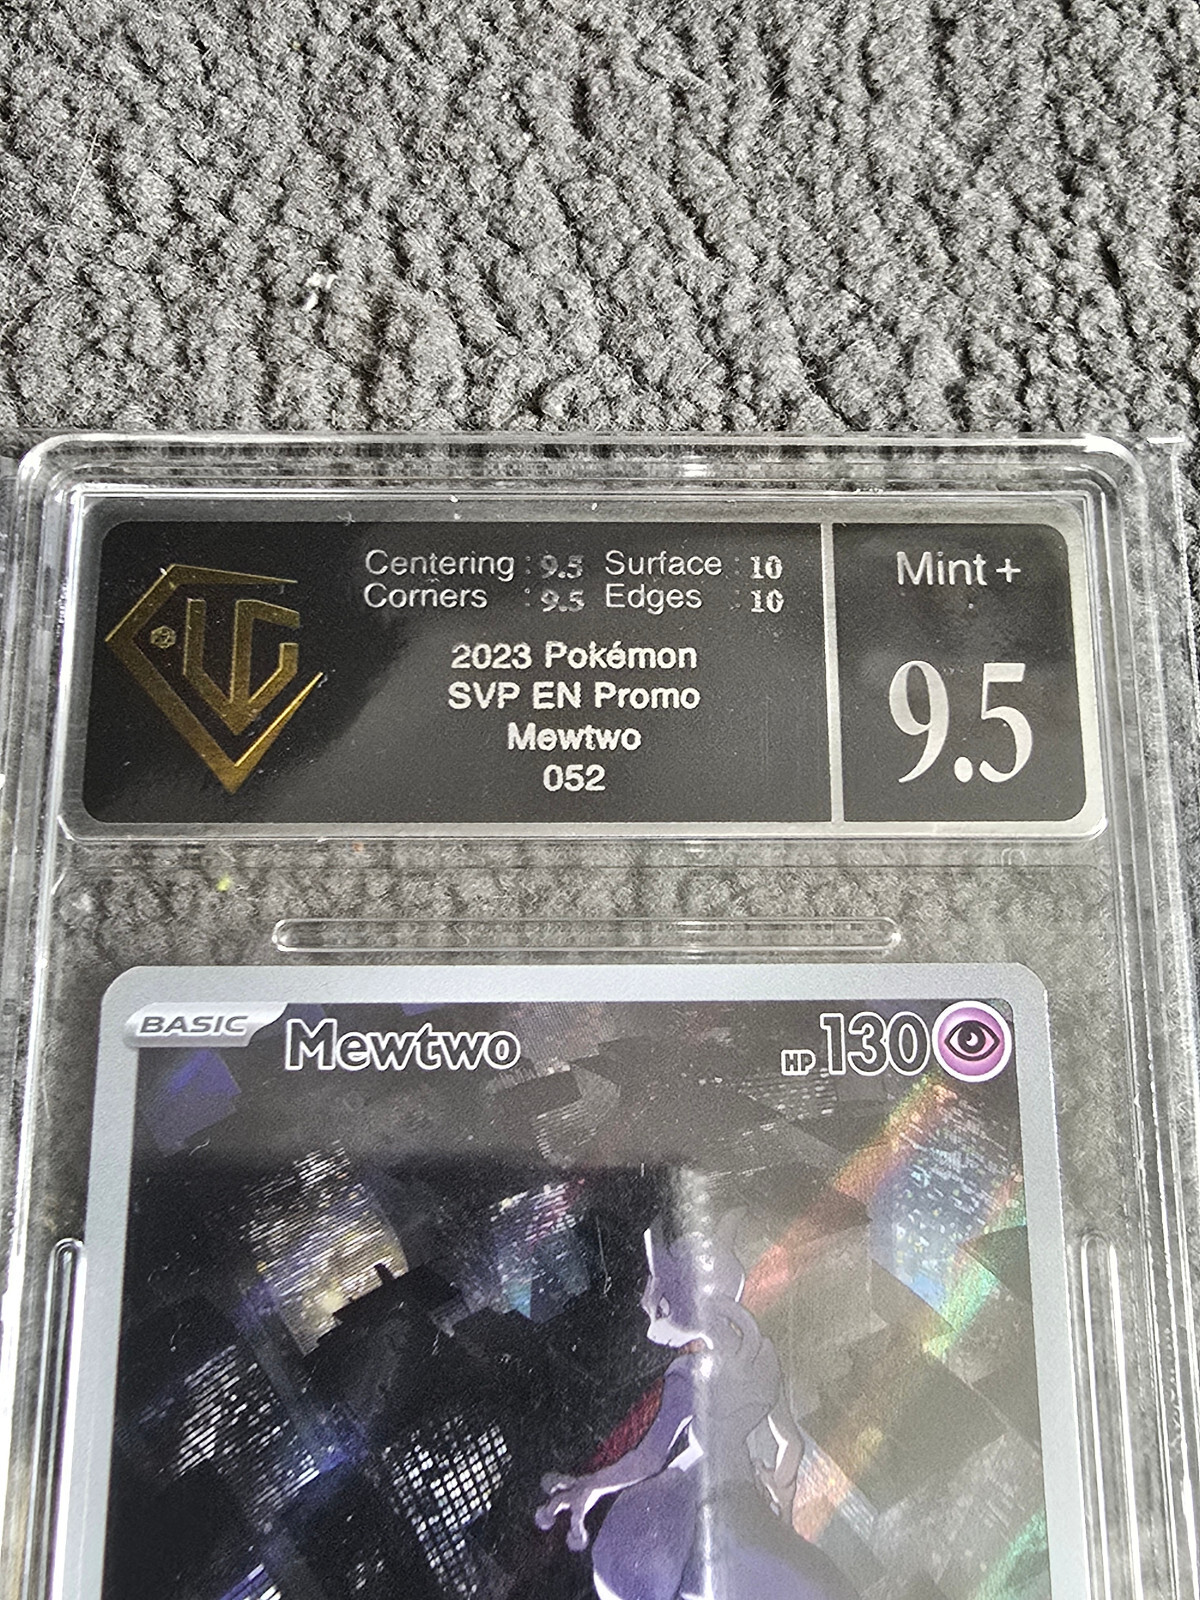 Centering : 9.5 Surface : 10
Corners : 9.5 Edges : 10
2023 Pokémon
SVP EN Promo
Mewtwo
052
Mint +
9.5
BASIC Mewtwo HP 130